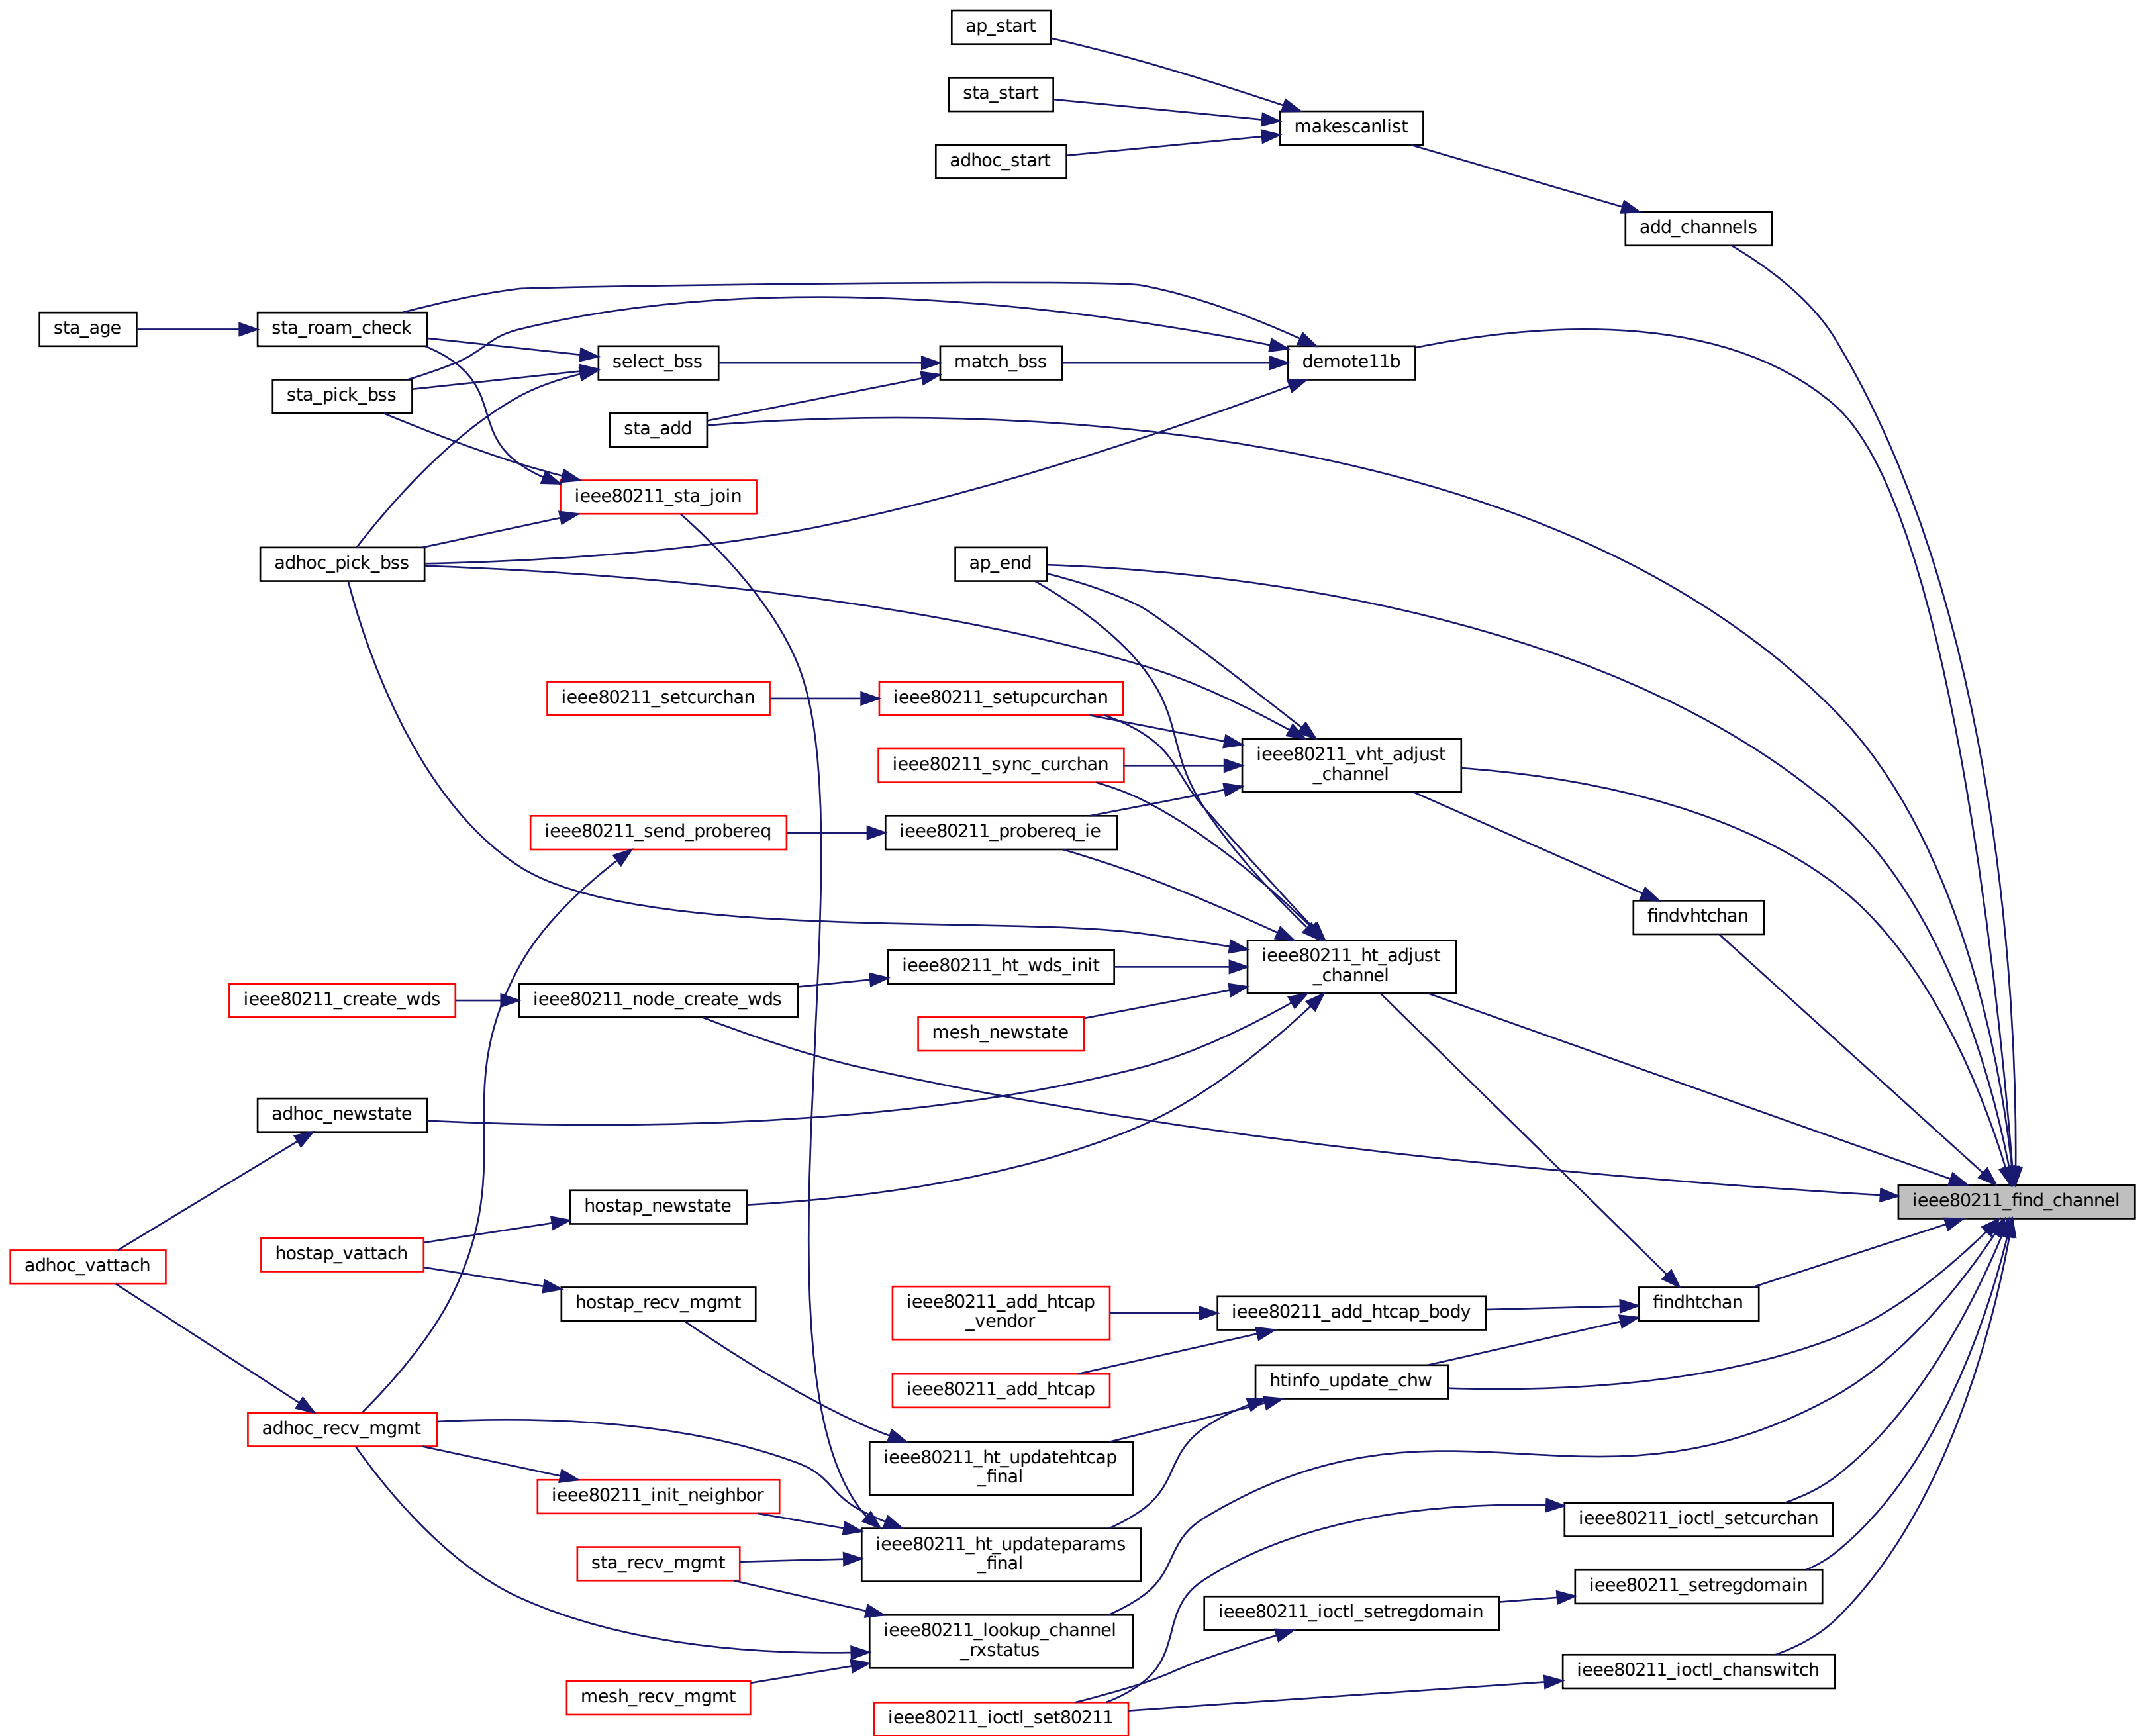 ap_start
sta_start
makescanlist
adhoc_start
add_channels
sta_age
sta_roam_check
select_bss
match_bss
demote11b
sta_pick_bss
sta_add
ieee80211_sta_join
adhoc_pick_bss
ap_end
ieee80211_setcurchan
ieee80211_setupcurchan
ieee80211_vht_adjust
_channel
ieee80211_sync_curchan
ieee80211_send_probereq
ieee80211_probereq_ie
findvhtchan
ieee80211_ht_adjust
_channel
ieee80211_ht_wds_init
ieee80211_create_wds
ieee80211_node_create_wds
mesh_newstate
adhoc_newstate
hostap_newstate
ieee80211_find_channel
hostap_vattach
adhoc_vattach
hostap_recv_mgmt
ieee80211_add_htcap
_vendor
ieee80211_add_htcap_body
findhtchan
ieee80211_add_htcap
htinfo_update_chw
adhoc_recv_mgmt
ieee80211_ht_updatehtcap
_final
ieee80211_init_neighbor
ieee80211_ioctl_setcurchan
ieee80211_ht_updateparams
_final
sta_recv_mgmt
ieee80211_setregdomain
ieee80211_ioctl_setregdomain
ieee80211_lookup_channel
_rxstatus
ieee80211_ioctl_chanswitch
mesh_recv_mgmt
ieee80211_ioctl_set80211